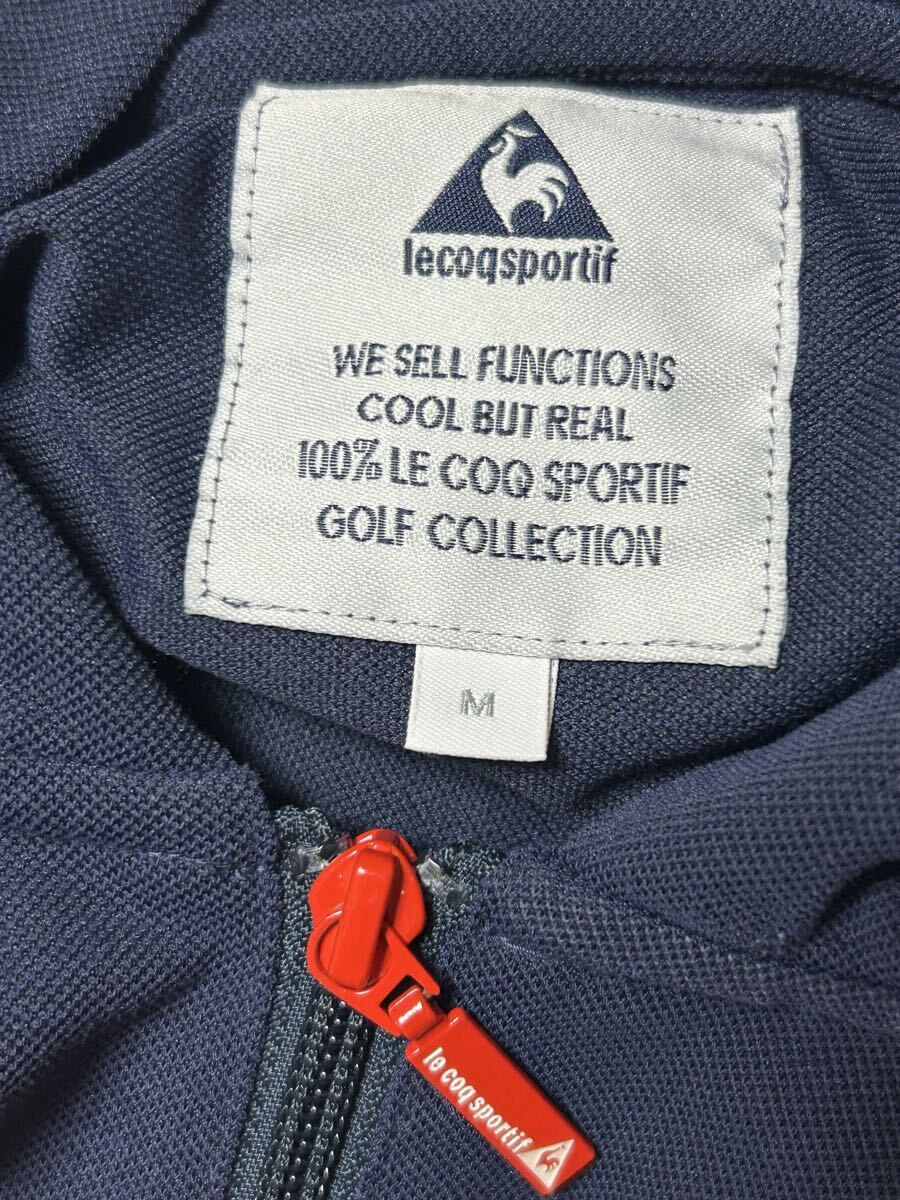 lecoqsportif
WE SELL FUNCTIONS
COOL BUT REAL
100% LE COQ SPORTIF
GOLF COLLECTION
M
le coq sportif